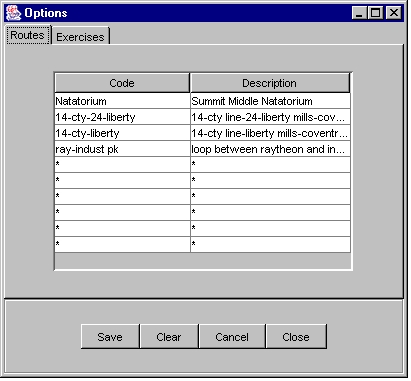 Options
Routes Exercises
Code Description
Natatorium Summit Middle Natatorium
14-cty-24-liberty 14-cty line-24-liberty mills-cov...
14-cty-liberty 14-cty line-liberty mills-coventr...
ray-indust pk loop between raytheon and in...
* *
* *
* *
* *
* *
* *
Save Clear Cancel Close